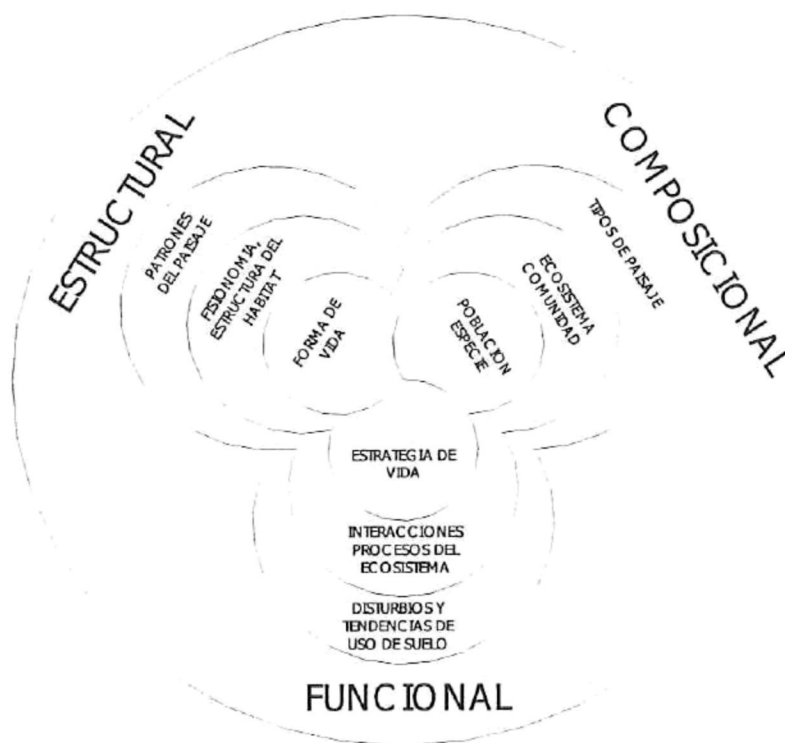 ESTRUCTURAL
COMPOSICIONAL
PATRONES
DEL PAISAJE
FISIONOMIA,
ESTRUCTURA DEL
HABITAT
FORMA DE
VIDA
POBLACION
ESPECIE
ECOSISTEMA
COMUNIDAD
TIPOS DE PAISAJE
ESTRATEGIA DE
VIDA
INTERACCIONES
PROCESOS DEL
ECOSISTEMA
DISTURBIOS Y
TENDENCIAS DE
USO DE SUELO
FUNCIONAL